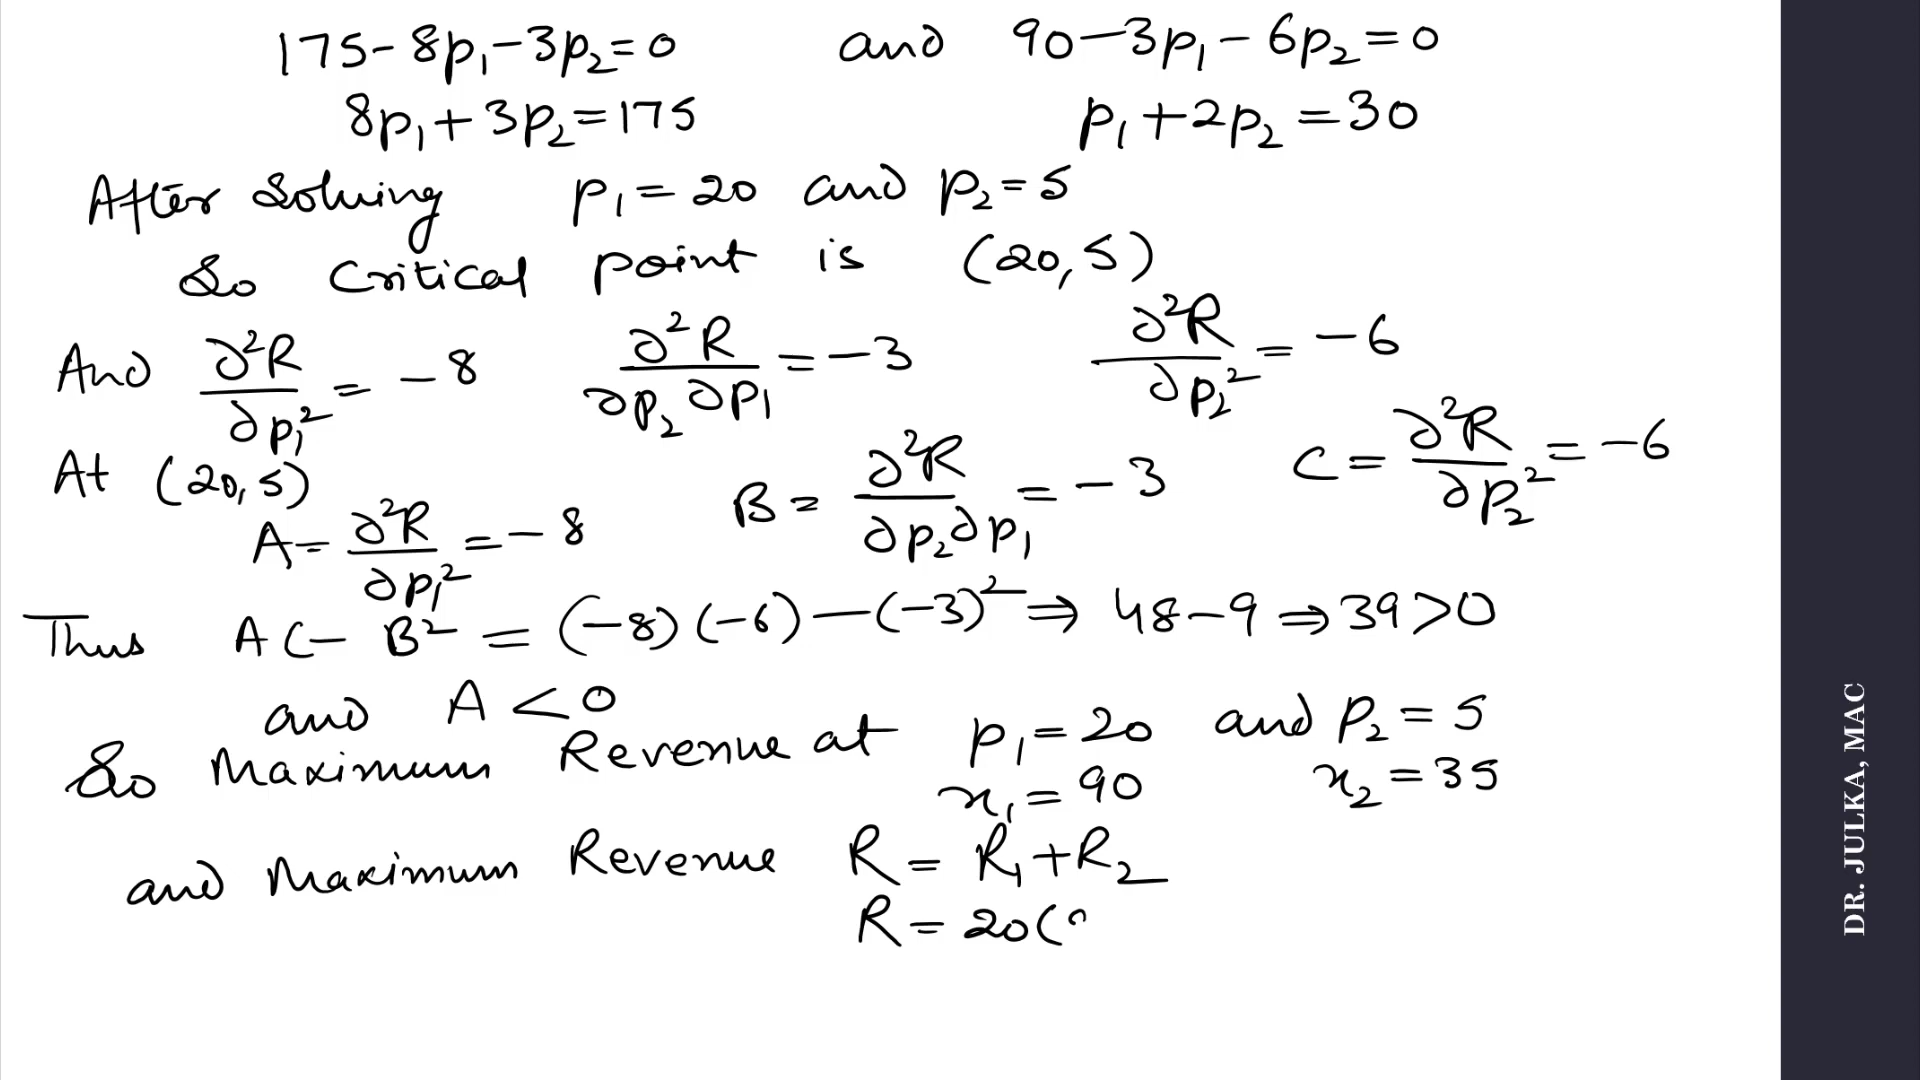 175-8p₁-3p₂=0 and 90-3p₁-6p₂=0
8p₁+3p₂=175 p₁+2p₂=30
After Solving p₁=20 and p₂=5
So Critical point is (20,5)
And ∂²R/∂p₁² = -8 ∂²R/∂p₂∂p₁ = -3 ∂²R/∂p₂² = -6
At (20,5)
A = ∂²R/∂p₁² = -8 B = ∂²R/∂p₂∂p₁ = -3 C = ∂²R/∂p₂² = -6
Thus AC - B² = (-8)(-6)-(-3)² ⇒ 48-9 ⇒ 39>0
and A<0
So Maximum Revenue at p₁=20 and p₂=5
x₁=90 x₂=35
and Maximum Revenue R = R₁+R₂
R = 20(
DR. JULKA, MAC